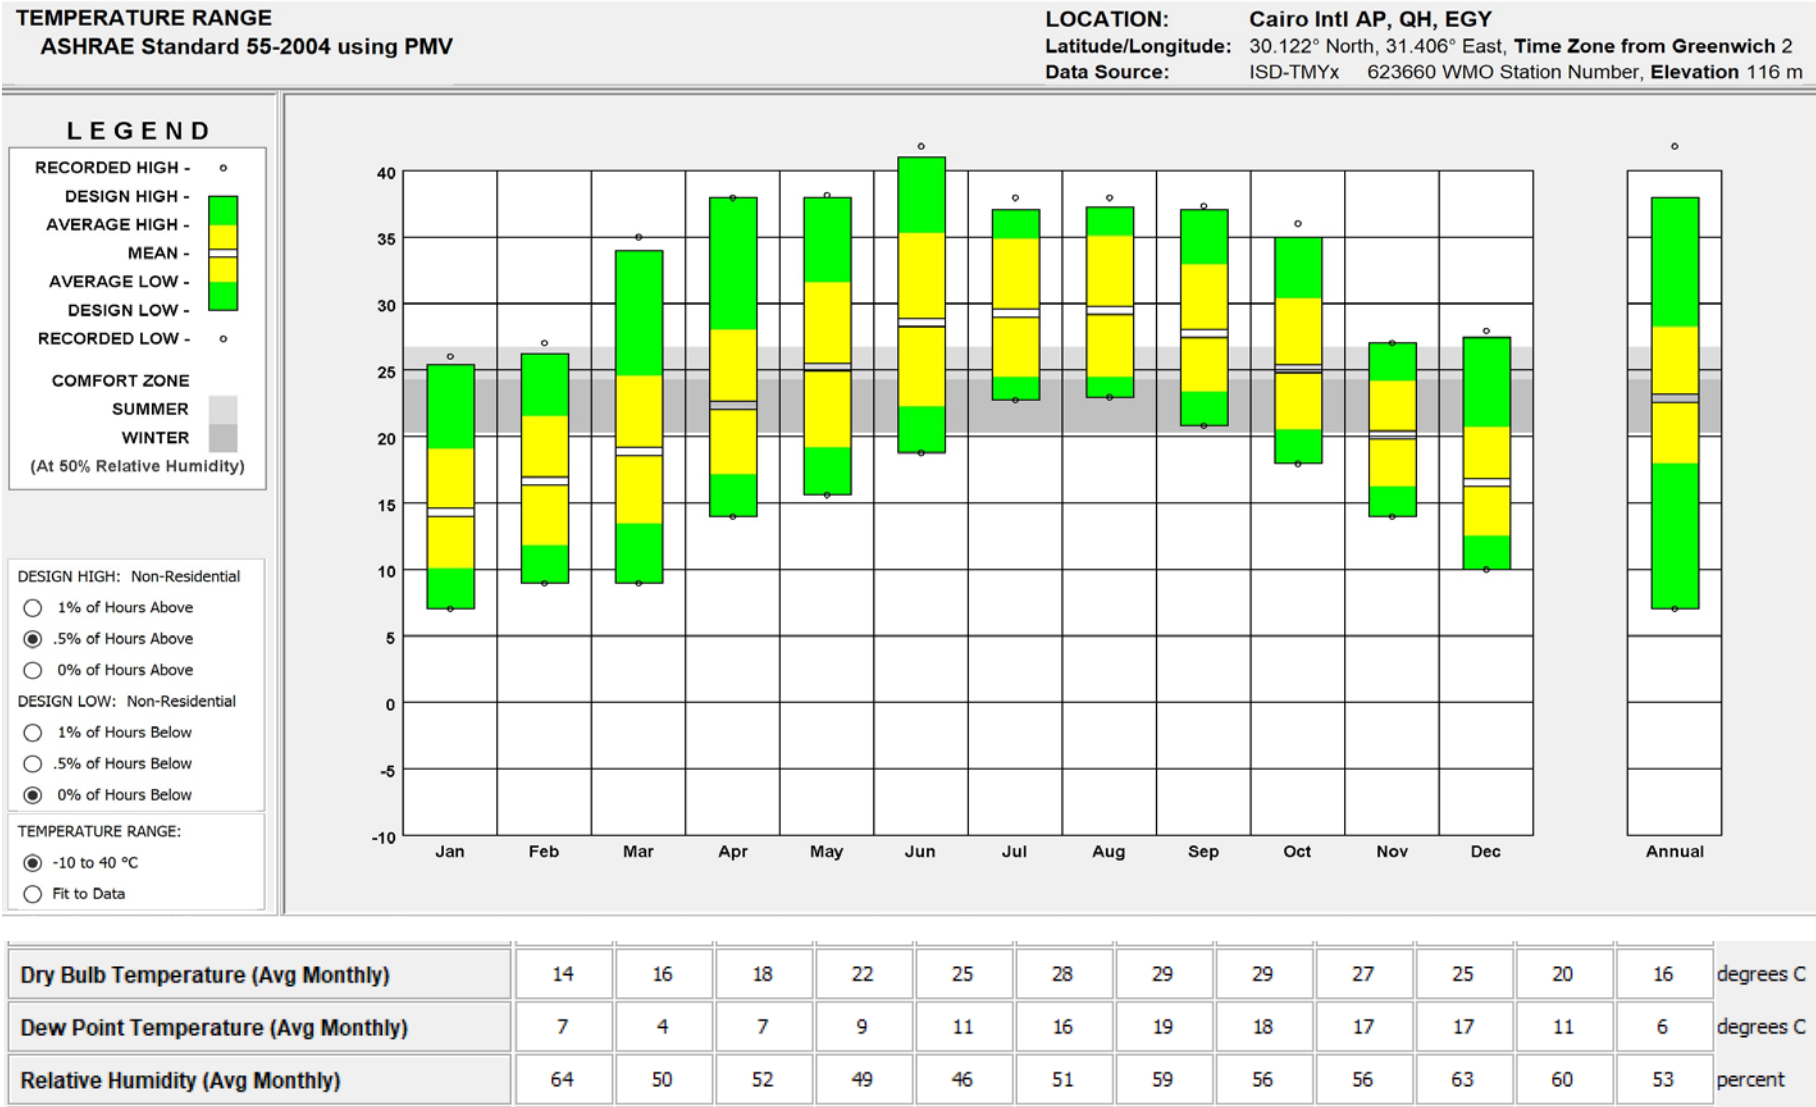 TEMPERATURE RANGE
ASHRAE Standard 55-2004 using PMV
LOCATION: Cairo Intl AP, QH, EGY
Latitude/Longitude: 30.122° North, 31.406° East, Time Zone from Greenwich 2
Data Source: ISD-TMYx 623660 WMO Station Number, Elevation 116 m
LEGEND
RECORDED HIGH -
DESIGN HIGH -
AVERAGE HIGH -
MEAN -
AVERAGE LOW -
DESIGN LOW -
RECORDED LOW -
COMFORT ZONE
SUMMER
WINTER
(At 50% Relative Humidity)
DESIGN HIGH: Non-Residential
1% of Hours Above
.5% of Hours Above
0% of Hours Above
DESIGN LOW: Non-Residential
1% of Hours Below
.5% of Hours Below
0% of Hours Below
TEMPERATURE RANGE:
-10 to 40 °C
Fit to Data
40
35
30
25
20
15
10
5
0
-5
-10
Jan Feb Mar Apr May Jun Jul Aug Sep Oct Nov Dec Annual
Dry Bulb Temperature (Avg Monthly) 14 16 18 22 25 28 29 29 27 25 20 16 degrees C
Dew Point Temperature (Avg Monthly) 7 4 7 9 11 16 19 18 17 17 11 6 degrees C
Relative Humidity (Avg Monthly) 64 50 52 49 46 51 59 56 56 63 60 53 percent